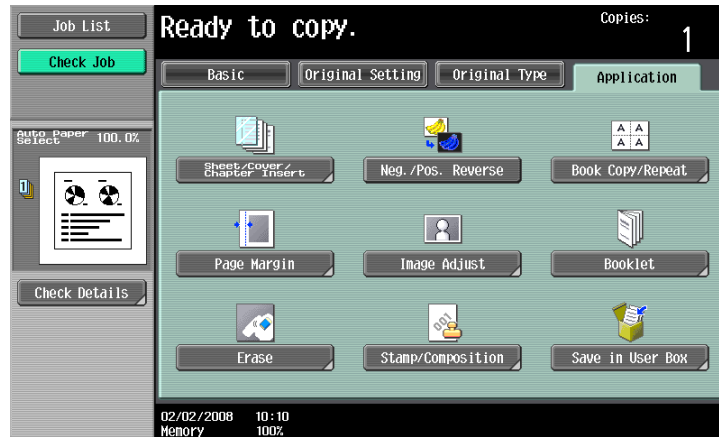 Job List
Check Job
Ready to copy.
Copies:
1
Basic
Original Setting
Original Type
Application
Auto Paper
Select
100.0%
1
Sheet/Cover/
Chapter Insert
Neg./Pos. Reverse
A A
A A
Book Copy/Repeat
Page Margin
Image Adjust
Booklet
Check Details
001
Erase
Stamp/Composition
Save in User Box
02/02/2008 10:10
Memory 100%